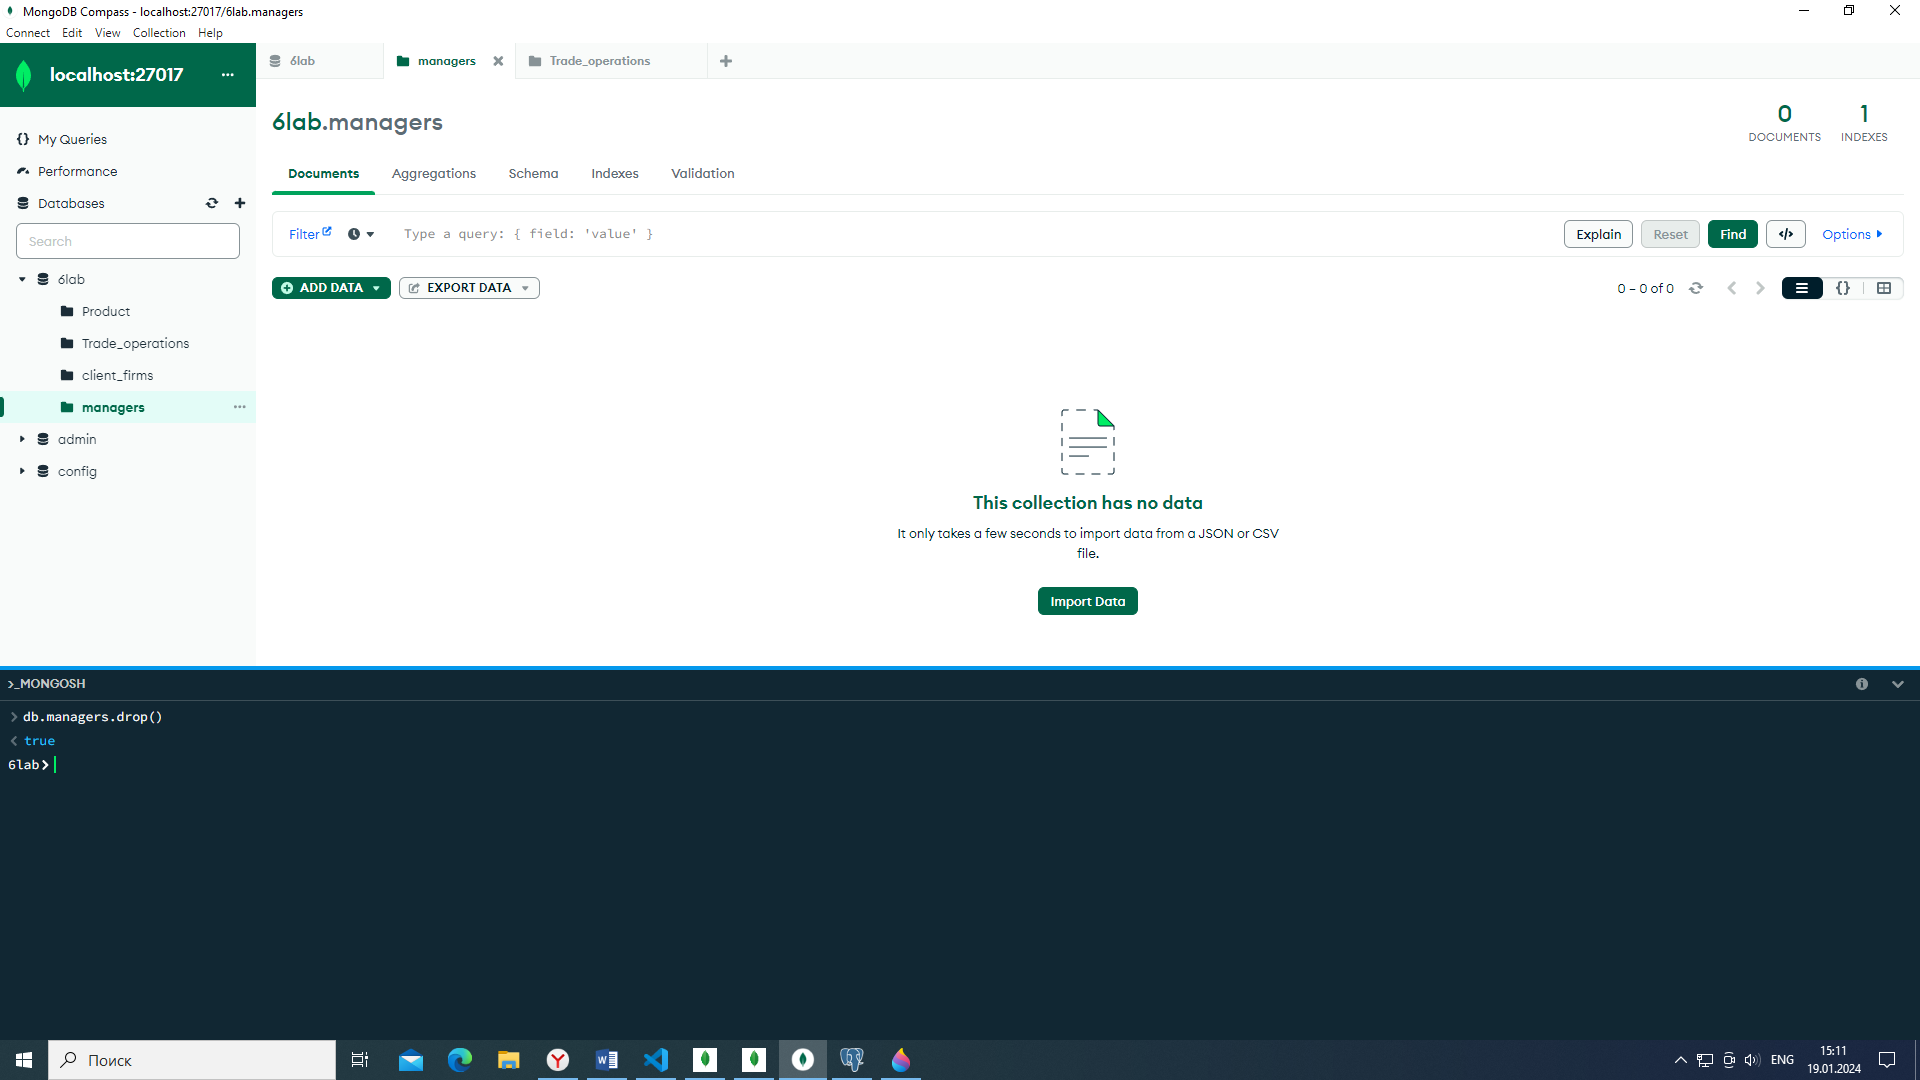 MongoDB Compass - localhost:27017/6lab.managers
Connect Edit View Collection Help
localhost:27017
6lab
managers
Trade_operations
My Queries
Performance
Databases
Search
6lab
Product
Trade_operations
client_firms
managers
admin
config
6lab.managers
0
DOCUMENTS
1
INDEXES
Documents Aggregations Schema Indexes Validation
Filter
Type a query: { field: 'value' }
Explain Reset Find </> Options
ADD DATA EXPORT DATA
0 – 0 of 0
{}
This collection has no data
It only takes a few seconds to import data from a JSON or CSV
file.
Import Data
>_MONGOSH
> db.managers.drop()
< true
6lab>
Поиск
ENG
15:11
19.01.2024